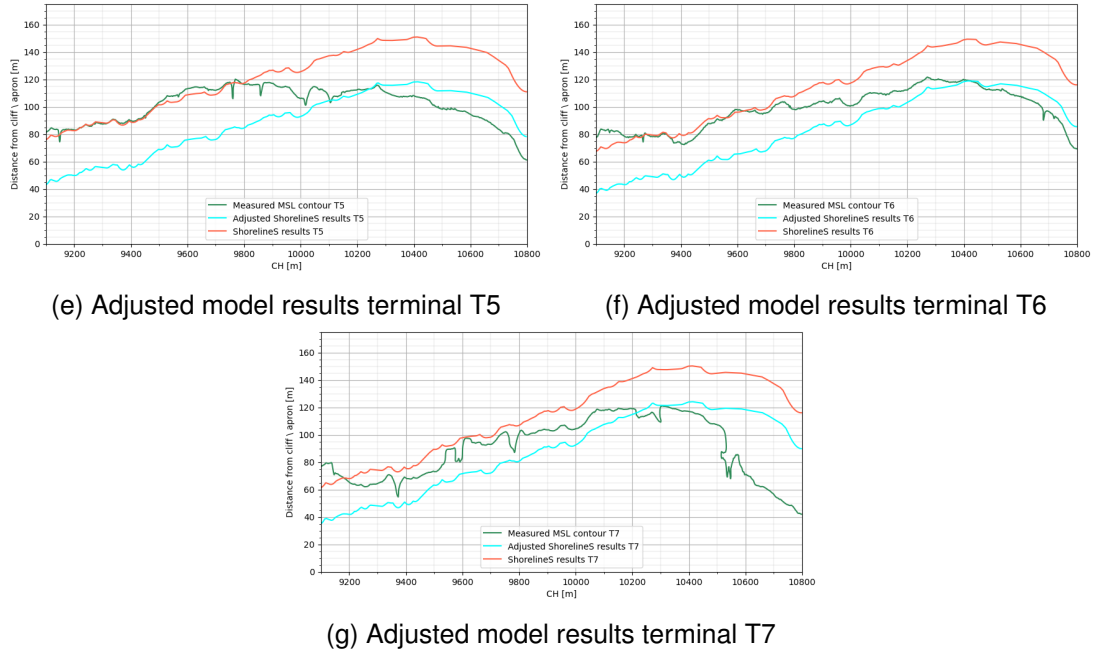 160
140
120
100
80
60
40
20
0
Distance from cliff \ apron [m]
Measured MSL contour T5
Adjusted ShorelineS results T5
ShorelineS results T5
9200 9400 9600 9800 10000 10200 10400 10600 10800
CH [m]
(e) Adjusted model results terminal T5
160
140
120
100
80
60
40
20
0
Distance from cliff \ apron [m]
Measured MSL contour T6
Adjusted ShorelineS results T6
ShorelineS results T6
9200 9400 9600 9800 10000 10200 10400 10600 10800
CH [m]
(f) Adjusted model results terminal T6
160
140
120
100
80
60
40
20
0
Distance from cliff \ apron [m]
Measured MSL contour T7
Adjusted ShorelineS results T7
ShorelineS results T7
9200 9400 9600 9800 10000 10200 10400 10600 10800
CH [m]
(g) Adjusted model results terminal T7